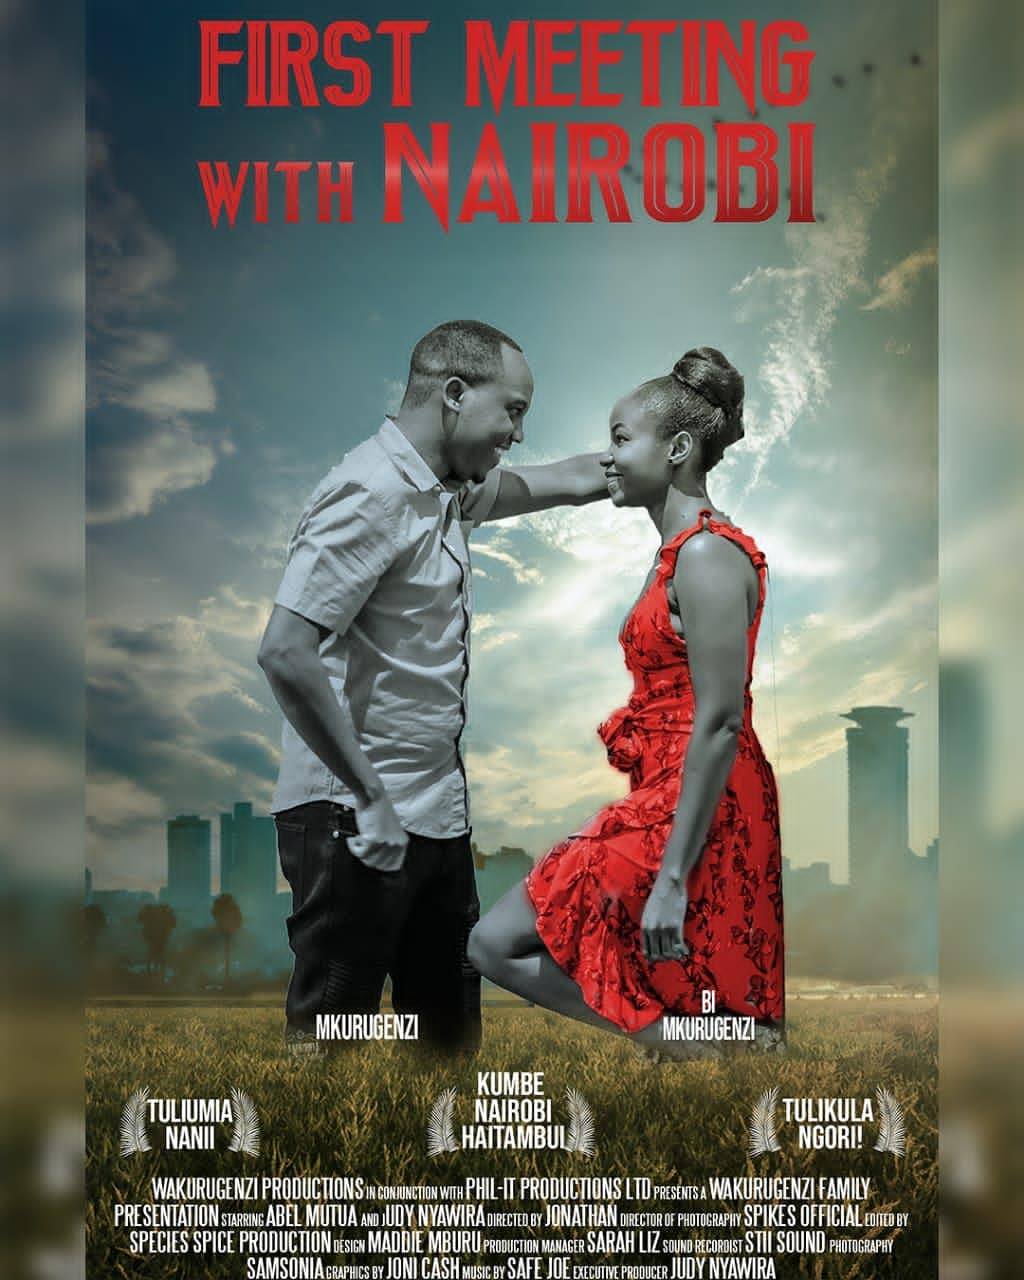 FIRST MEETING
WITH NAIROBI
MKURUGENZI
BI
MKURUGENZI
TULIUMIA
NANII
KUMBE
NAIROBI
HAITAMBUI
TULIKULA
NGORI!
WAKURUGENZI PRODUCTIONS IN CONJUNCTION WITH PHIL-IT PRODUCTIONS LTD PRESENTS A WAKURUGENZI FAMILY
PRESENTATION STARRING ABEL MUTUA AND JUDY NYAWIRA DIRECTED BY JONATHAN DIRECTOR OF PHOTOGRAPHY SPIKES OFFICIAL EDITED BY
SPECIES SPICE PRODUCTION DESIGN MADDIE MBURU PRODUCTION MANAGER SARAH LIZ SOUND RECORDIST STII SOUND PHOTOGRAPHY
SAMSONIA GRAPHICS BY JONI CASH MUSIC BY SAFE JOE EXECUTIVE PRODUCER JUDY NYAWIRA